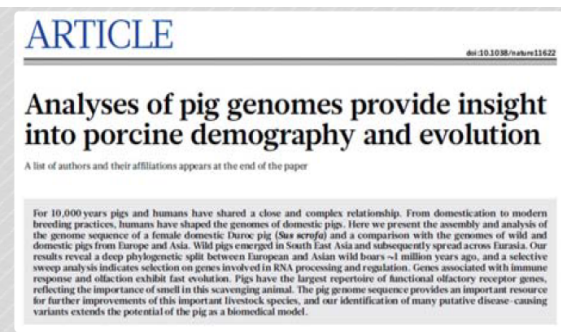 ARTICLE
doi:10.1038/nature11622
Analyses of pig genomes provide insight
into porcine demography and evolution
A list of authors and their affiliations appears at the end of the paper
For 10,000 years pigs and humans have shared a close and complex relationship. From domestication to modern
breeding practices, humans have shaped the genomes of domestic pigs. Here we present the assembly and analysis of
the genome sequence of a female domestic Duroc pig (Sus scrofa) and a comparison with the genomes of wild and
domestic pigs from Europe and Asia. Wild pigs emerged in South East Asia and subsequently spread across Eurasia. Our
results reveal a deep phylogenetic split between European and Asian wild boars ~1 million years ago, and a selective
sweep analysis indicates selection on genes involved in RNA processing and regulation. Genes associated with immune
response and olfaction exhibit fast evolution. Pigs have the largest repertoire of functional olfactory receptor genes,
reflecting the importance of smell in this scavenging animal. The pig genome sequence provides an important resource
for further improvements of this important livestock species, and our identification of many putative disease-causing
variants extends the potential of the pig as a biomedical model.